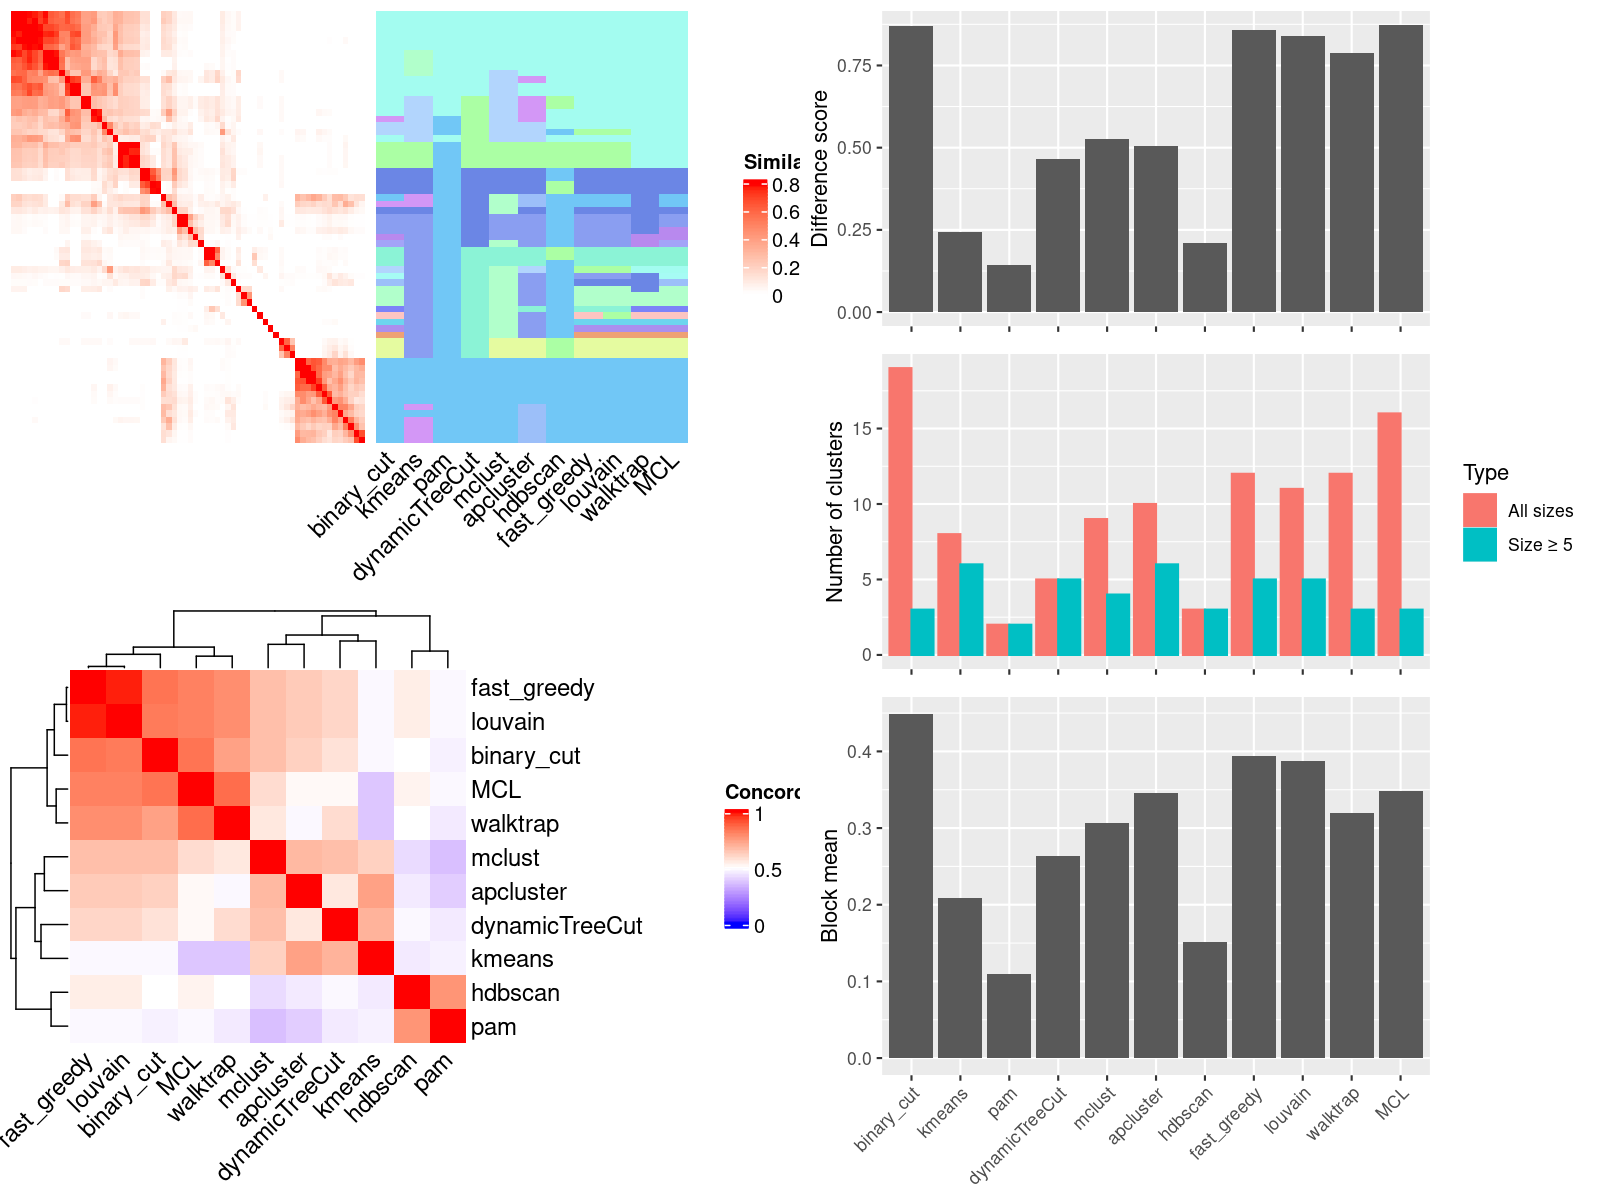 Simila
0.8
0.6
0.4
0.2
0
binary_cut
kmeans
pam
dynamicTreeCut
mclust
apcluster
hdbscan
fast_greedy
louvain
walktrap
MCL
fast_greedy
louvain
binary_cut
MCL
walktrap
mclust
apcluster
dynamicTreeCut
kmeans
hdbscan
pam
fast_greedy
louvain
binary_cut
MCL
walktrap
mclust
apcluster
dynamicTreeCut
kmeans
hdbscan
pam
Concord
1
0.5
0
Difference score
0.75
0.50
0.25
0.00
Number of clusters
15
10
5
0
Type
All sizes
Size ≥ 5
Block mean
0.4
0.3
0.2
0.1
0.0
binary_cut
kmeans
pam
dynamicTreeCut
mclust
apcluster
hdbscan
fast_greedy
louvain
walktrap
MCL